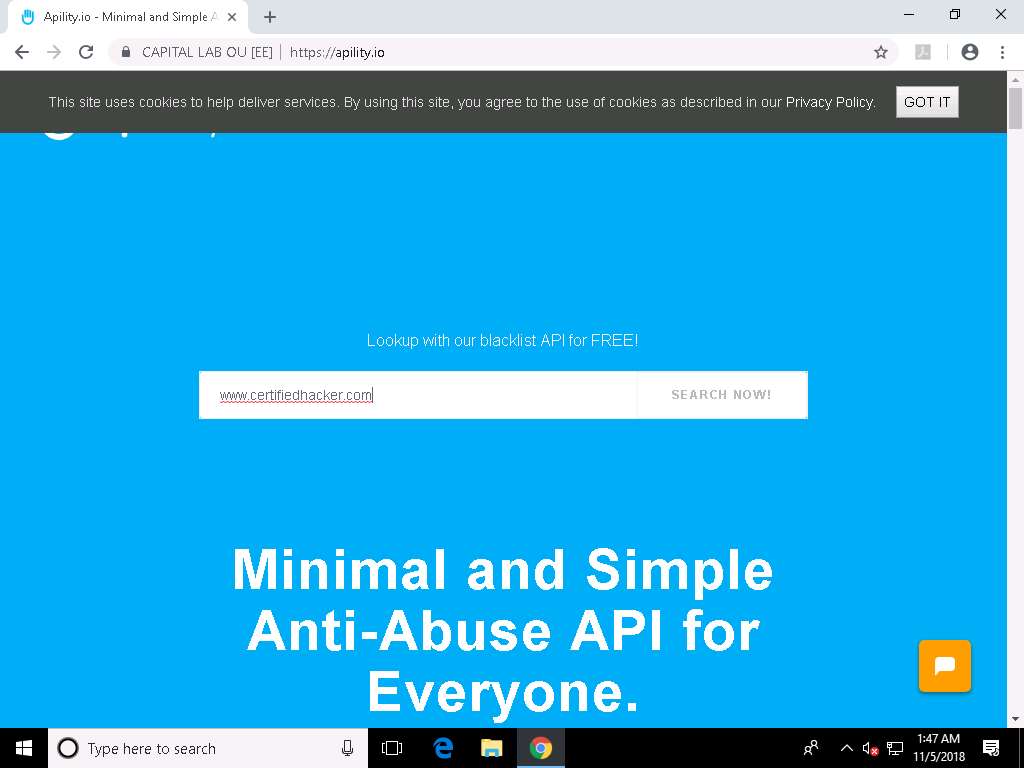 Apility.io - Minimal and Simple A
CAPITAL LAB OU [EE] https://apility.io
This site uses cookies to help deliver services. By using this site, you agree to the use of cookies as described in our Privacy Policy. GOT IT
Lookup with our blacklist API for FREE!
www.certifiedhacker.com SEARCH NOW!
Minimal and Simple
Anti-Abuse API for
Everyone.
Type here to search
1:47 AM
11/5/2018